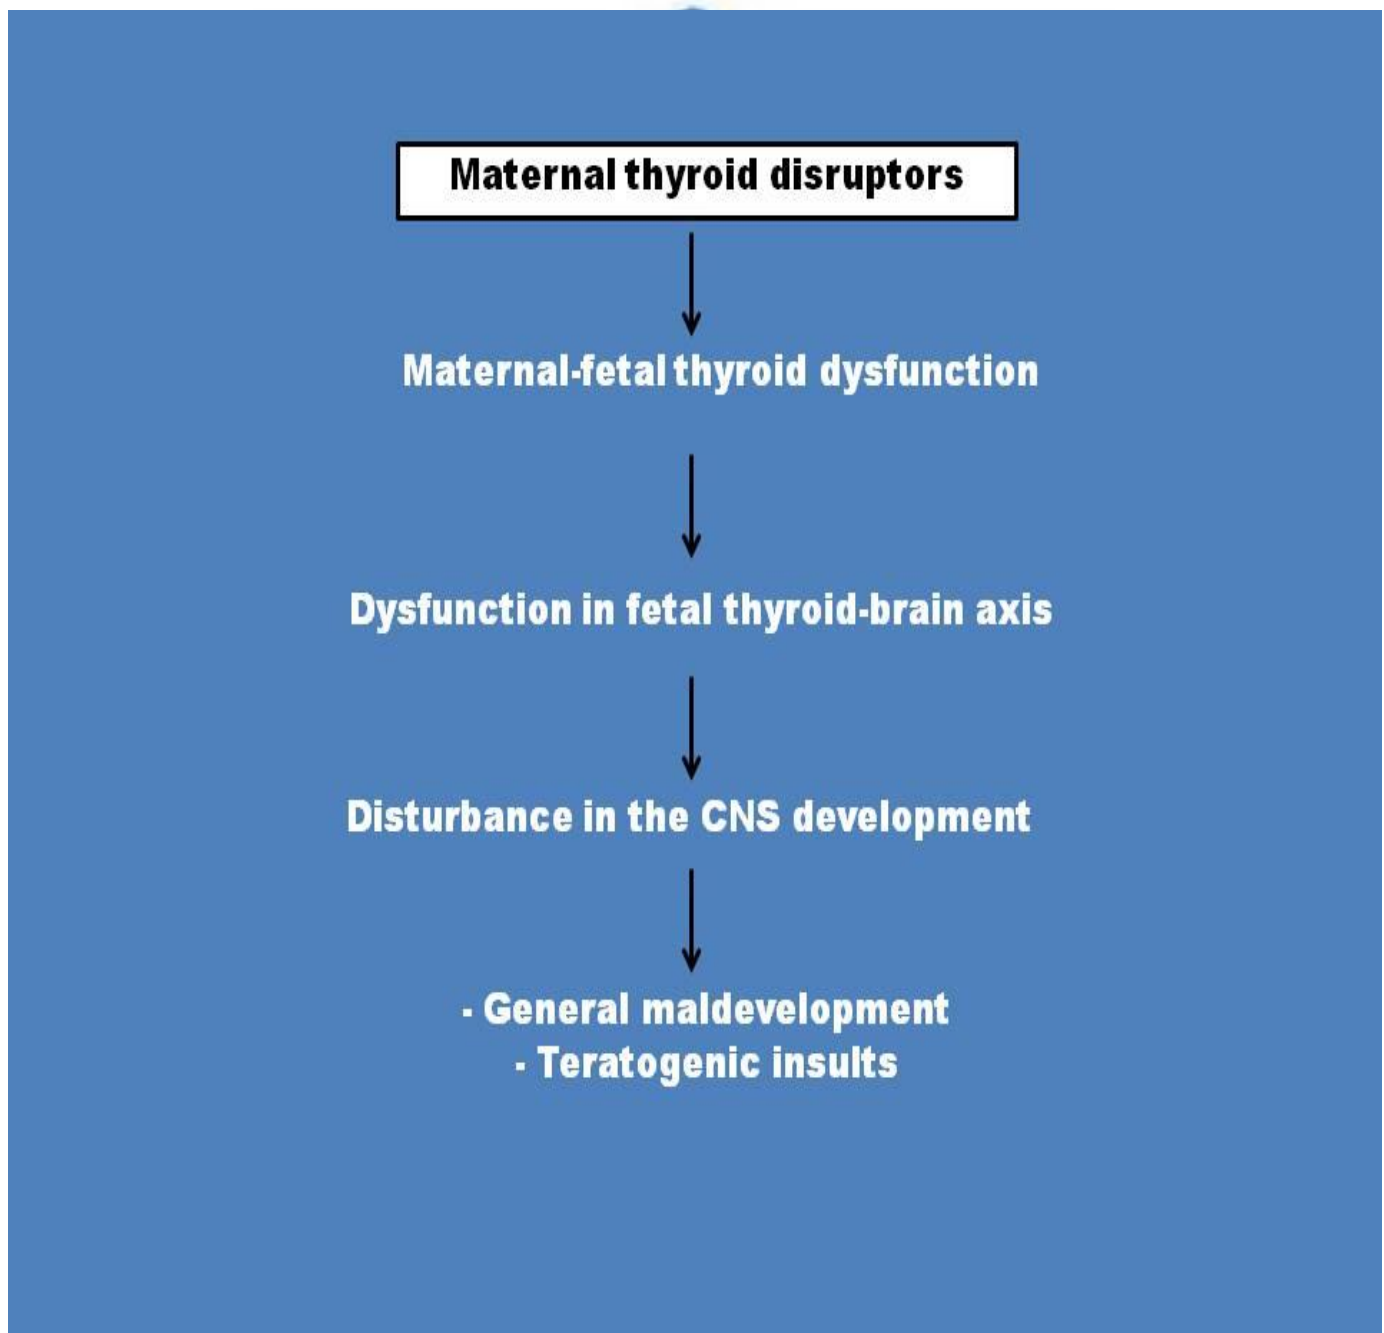 Maternal thyroid disruptors
Maternal-fetal thyroid dysfunction
Dysfunction in fetal thyroid-brain axis
Disturbance in the CNS development
- General maldevelopment
- Teratogenic insults